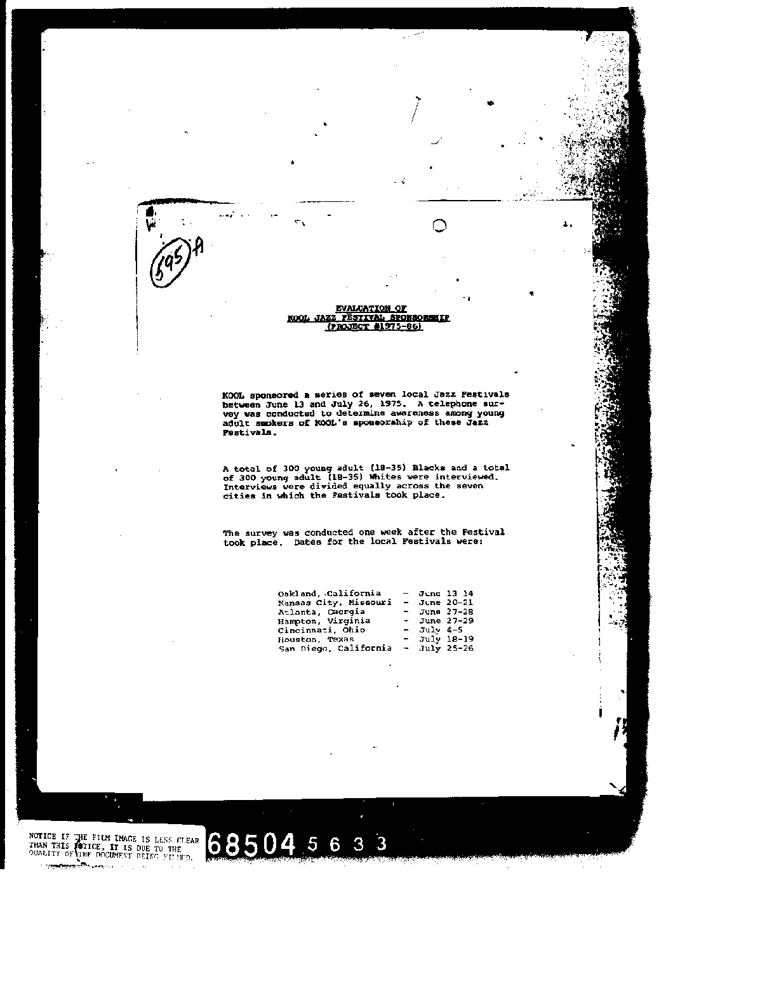 1.
595 A
EVALUATION OF
KOOL JAZZ FESTIVAL SPONSORSHIP
(PROJECT #1975-86)
KOOL sponsored a series of seven local Jazz Festivals
between June 13 and July 26, 1975. A telephone sur-
vey was conducted to determine awareness among young
adult smokers of KOOL's sponsorship of these Jazz
Festivals.
A total of 300 young adult (18-35) Blacks and a total
of 300 young adult (18-35) Whites were interviewed.
Interviews were divided equally across the seven
cities in which the Festivals took place.
The survey was conducted one week after the Festival
took place. Dates for the local Festivals were:
Oakland, California - June 13 14
Kansas City, Missouri - June 20-21
Atlanta, Georgia - June 27-28
Hampton, Virginia - June 27-29
Cincinnati, Ohio - July 4-5
Houston, Texas - July 18-19
San Diego, California - July 25-26
NOTICE IF THE FILM IMAGE IS LESS CLEAR
THAN THIS NOTICE, IT IS DUE TO THE
QUALITY OF THE DOCUMENT BEING FILMED.
685045633